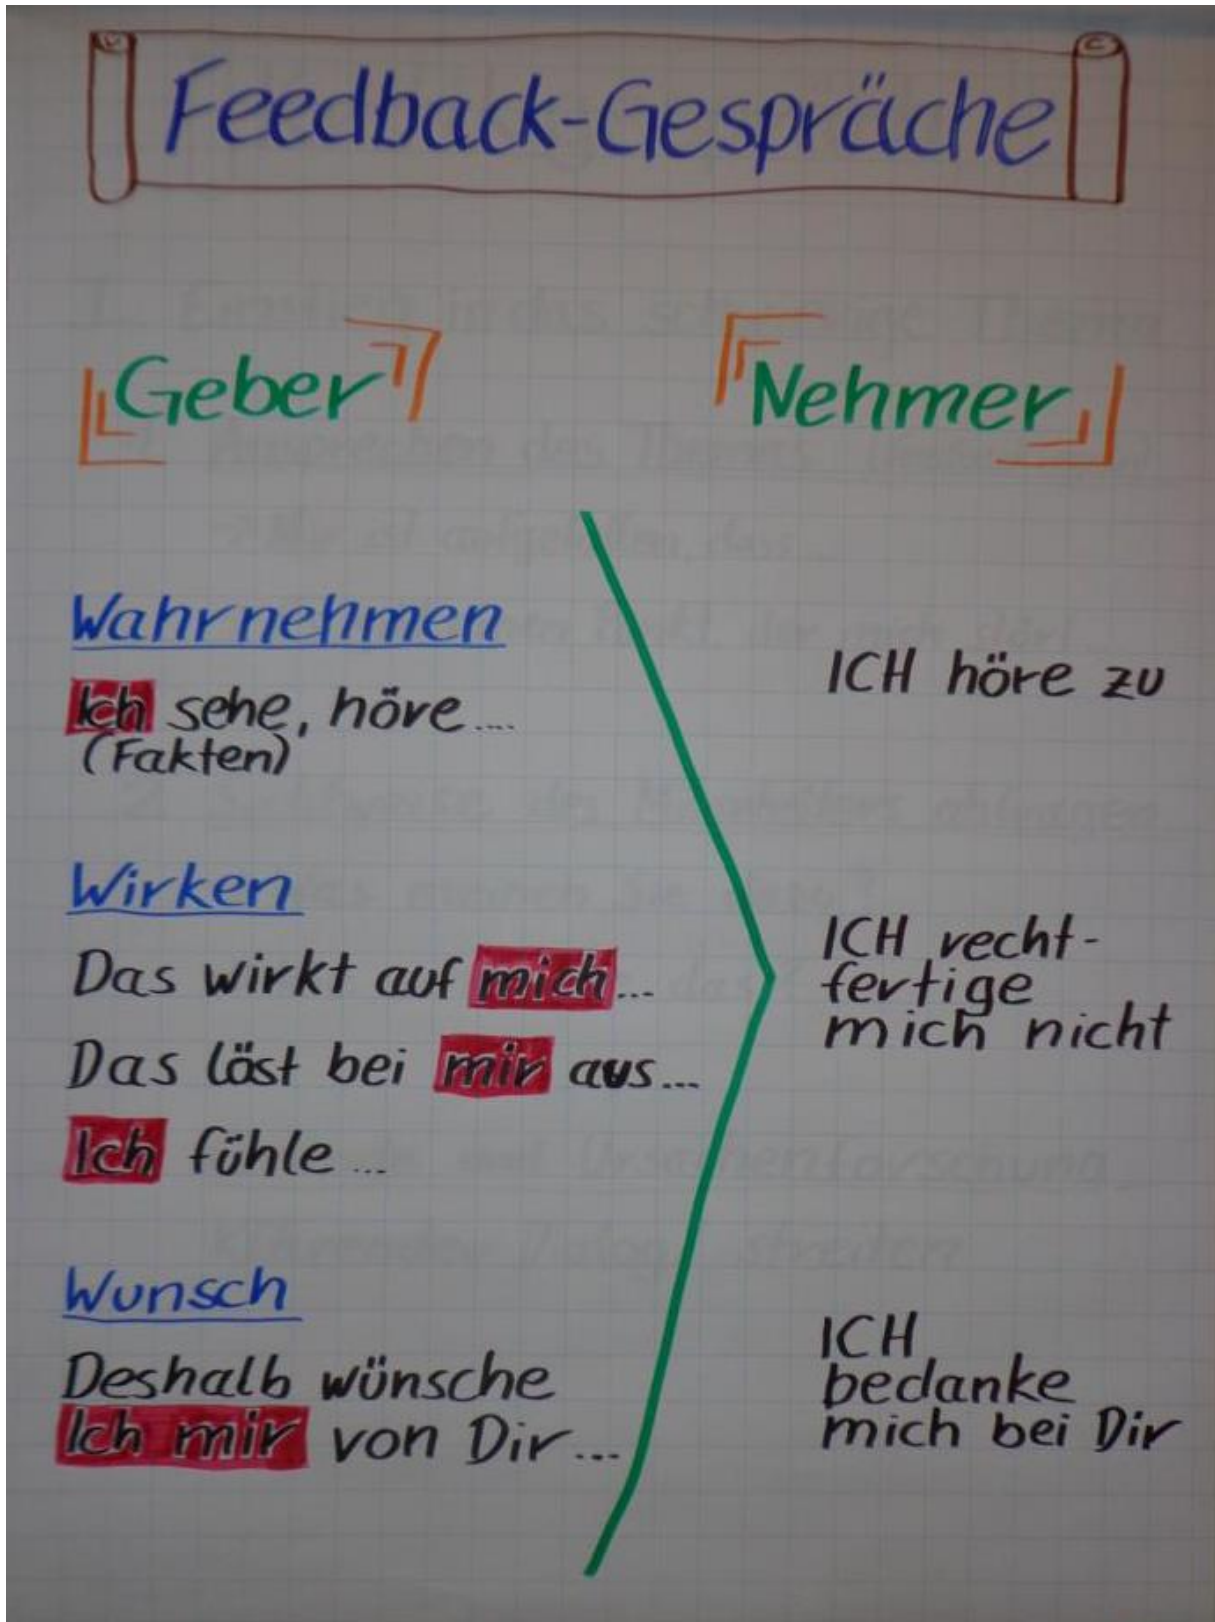 Feedback-Gespräche
Geber
Nehmer
Wahrnehmen
Ich sehe, höre....
(Fakten)
Wirken
Das wirkt auf mich...
Das löst bei mir aus...
Ich fühle...
Wunsch
Deshalb wünsche
Ich mir von Dir...
ICH höre zu
ICH recht-
fertige
mich nicht
ICH
bedanke
mich bei Dir